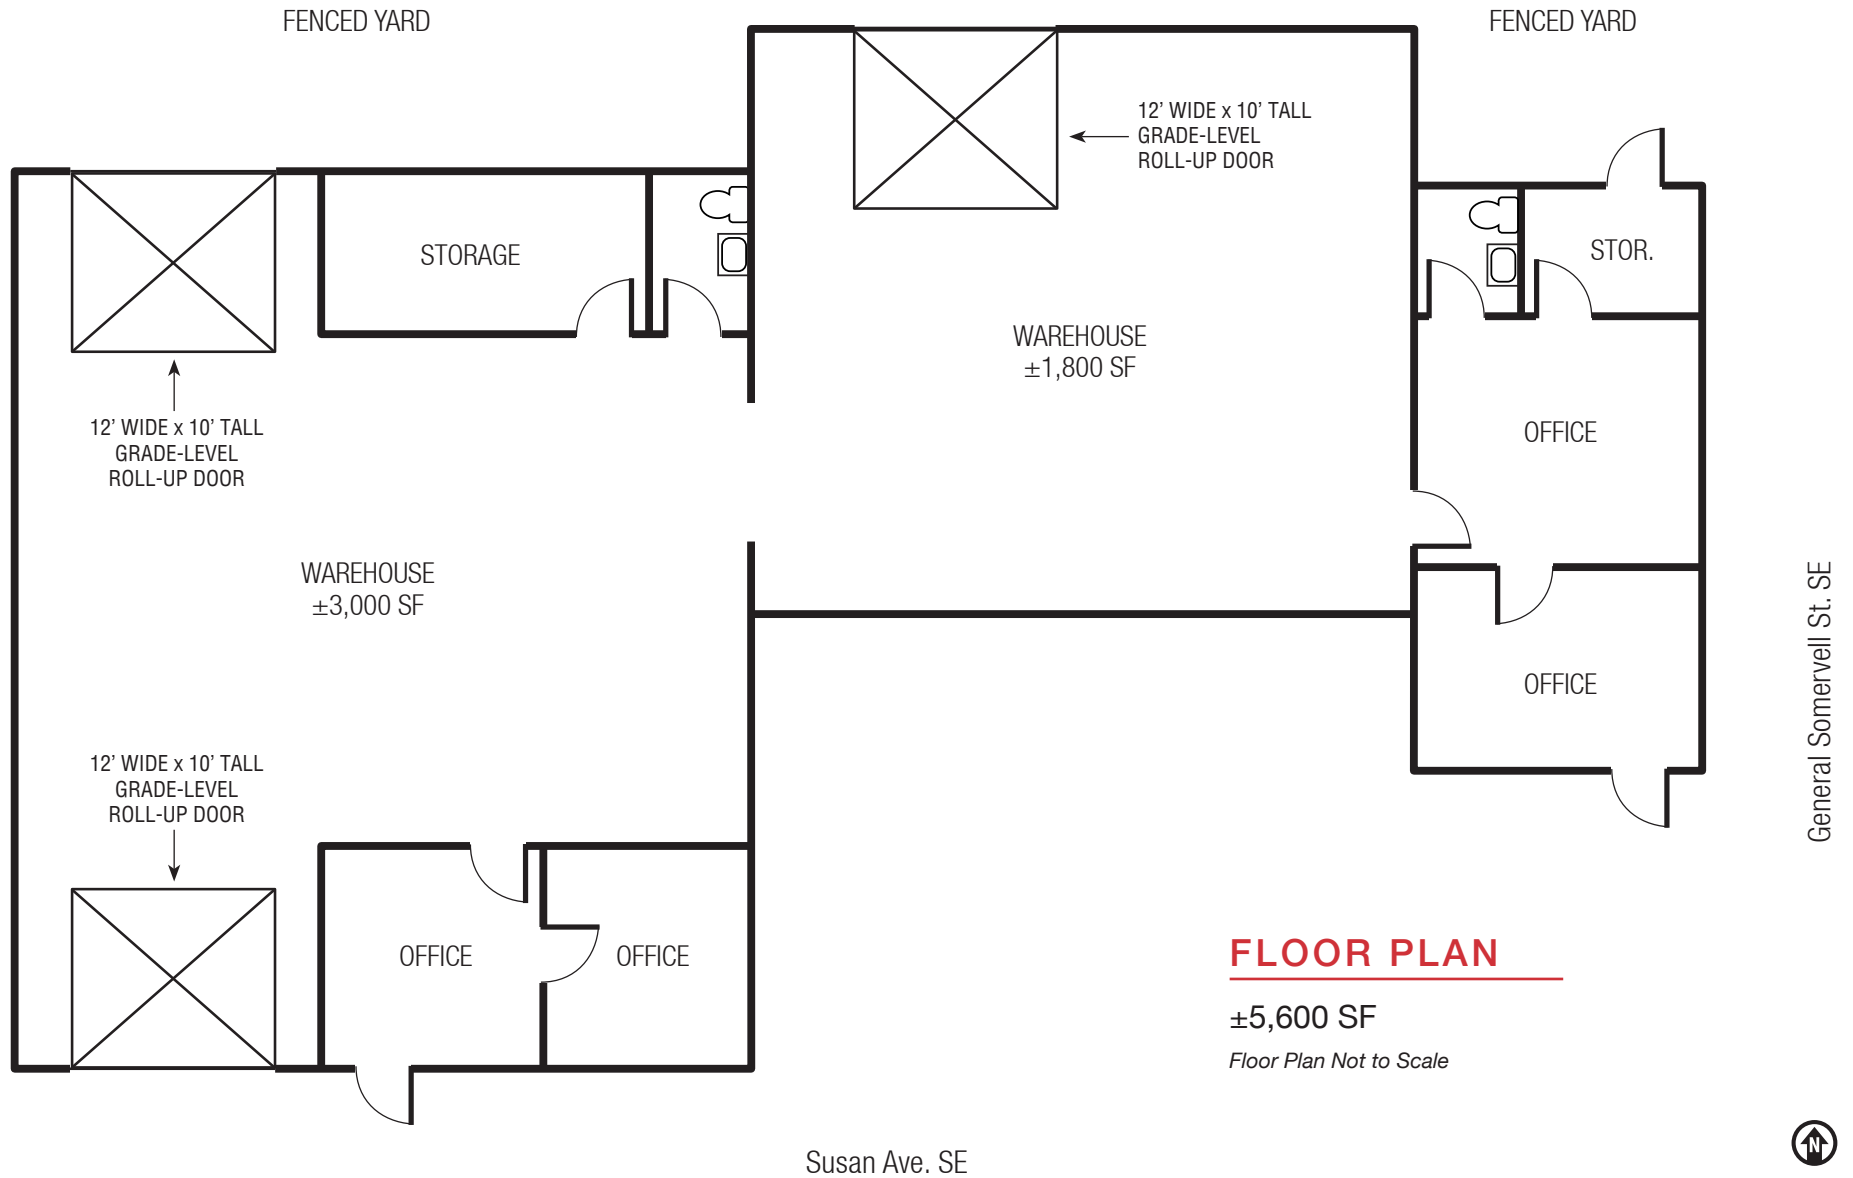 FENCED YARD
FENCED YARD
12’ WIDE x 10’ TALL
GRADE-LEVEL
ROLL-UP DOOR
STORAGE
STOR.
WAREHOUSE
±1,800 SF
12’ WIDE x 10’ TALL
GRADE-LEVEL
ROLL-UP DOOR
OFFICE
WAREHOUSE
±3,000 SF
General Somervell St. SE
OFFICE
12’ WIDE x 10’ TALL
GRADE-LEVEL
ROLL-UP DOOR
OFFICE
OFFICE
FLOOR PLAN
±5,600 SF
Floor Plan Not to Scale
N
Susan Ave. SE